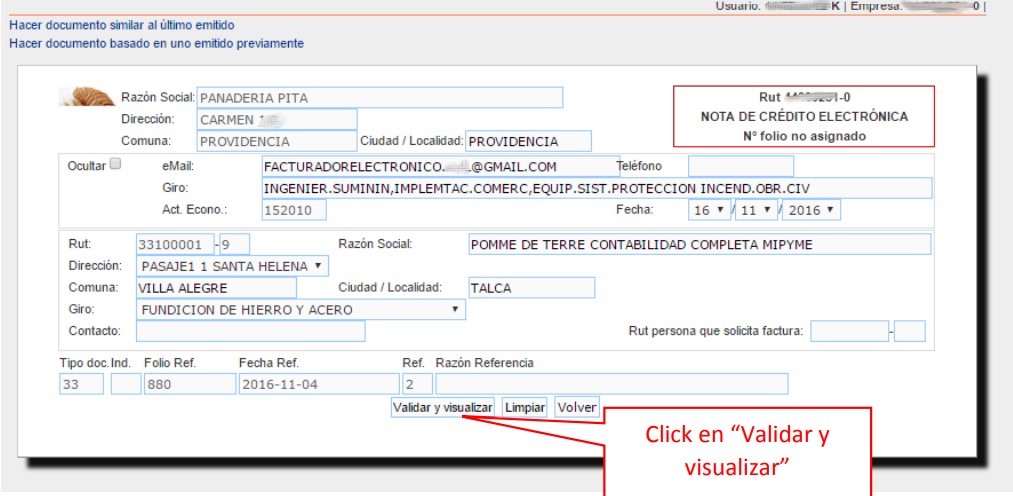 Usuario: K | Empresa: 0 |
Hacer documento similar al último emitido
Hacer documento basado en uno emitido previamente
Razón Social: PANADERIA PITA
Dirección: CARMEN
Comuna: PROVIDENCIA Ciudad / Localidad: PROVIDENCIA
Rut -0
NOTA DE CRÉDITO ELECTRÓNICA
Nº folio no asignado
Ocultar eMail: FACTURADORELECTRONICO. @GMAIL.COM Teléfono
Giro: INGENIER.SUMININ,IMPLEMTAC.COMERC,EQUIP.SIST.PROTECCION INCEND.OBR.CIV
Act. Econo.: 152010 Fecha: 16 / 11 / 2016
Rut: 33100001 - 9 Razón Social: POMME DE TERRE CONTABILIDAD COMPLETA MIPYME
Dirección: PASAJE1 1 SANTA HELENA
Comuna: VILLA ALEGRE Ciudad / Localidad: TALCA
Giro: FUNDICION DE HIERRO Y ACERO
Contacto: Rut persona que solicita factura: -
Tipo doc. Ind. Folio Ref. Fecha Ref. Ref. Razón Referencia
33 880 2016-11-04 2
Validar y visualizar Limpiar Volver
Click en “Validar y
visualizar”